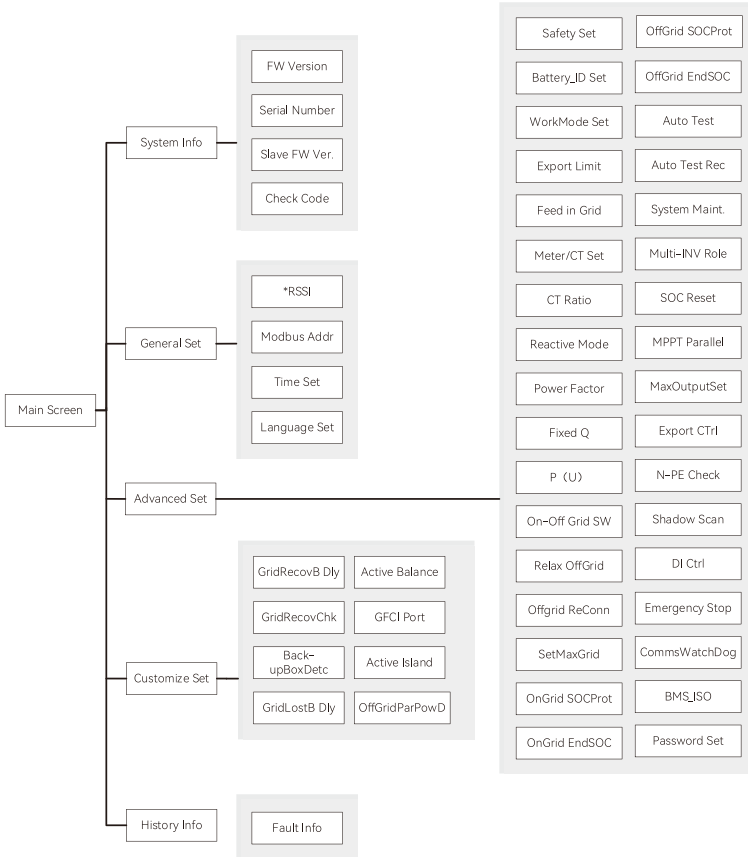 Main Screen
System Info
FW Version
Serial Number
Slave FW Ver.
Check Code
General Set
*RSSI
Modbus Addr
Time Set
Language Set
Advanced Set
Safety Set
OffGrid SOCProt
Battery_ID Set
OffGrid EndSOC
WorkMode Set
Auto Test
Export Limit
Auto Test Rec
Feed in Grid
System Maint.
Meter/CT Set
Multi-INV Role
CT Ratio
SOC Reset
Reactive Mode
MPPT Parallel
Power Factor
MaxOutputSet
Fixed Q
Export CTrl
P（U）
N-PE Check
On-Off Grid SW
Shadow Scan
Relax OffGrid
DI Ctrl
Offgrid ReConn
Emergency Stop
SetMaxGrid
CommsWatchDog
OnGrid SOCProt
BMS_ISO
OnGrid EndSOC
Password Set
Customize Set
GridRecovB Dly
Active Balance
GridRecovChk
GFCI Port
Back-
upBoxDetc
Active Island
GridLostB Dly
OffGridParPowD
History Info
Fault Info